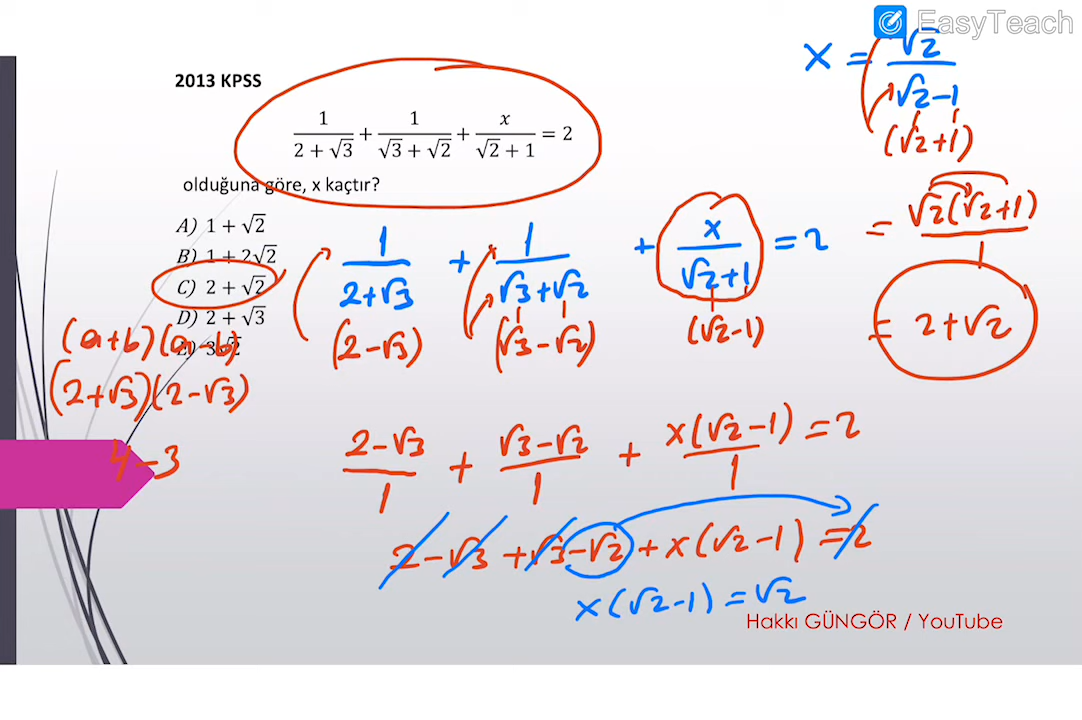 EasyTeach
2013 KPSS
1/(2 + √3) + 1/(√3 + √2) + x/(√2 + 1) = 2
olduğuna göre, x kaçtır?
A) 1 + √2
B) 1 + 2√2
C) 2 + √2
D) 2 + √3
E) 3√2
1/(2+√3) + 1/(√3+√2) + x/(√2+1) = 2
(2-√3) (√3-√2) (√2-1)
(a+b)(a-b)
(2+√3)(2-√3)
4-3
(2-√3)/1 + (√3-√2)/1 + x(√2-1)/1 = 2
2-√3+√3-√2+x(√2-1)=2
x(√2-1)=√2
x = √2/(√2-1)
(√2+1)
= √2(√2+1)/1
= 2+√2
Hakkı GÜNGÖR / YouTube